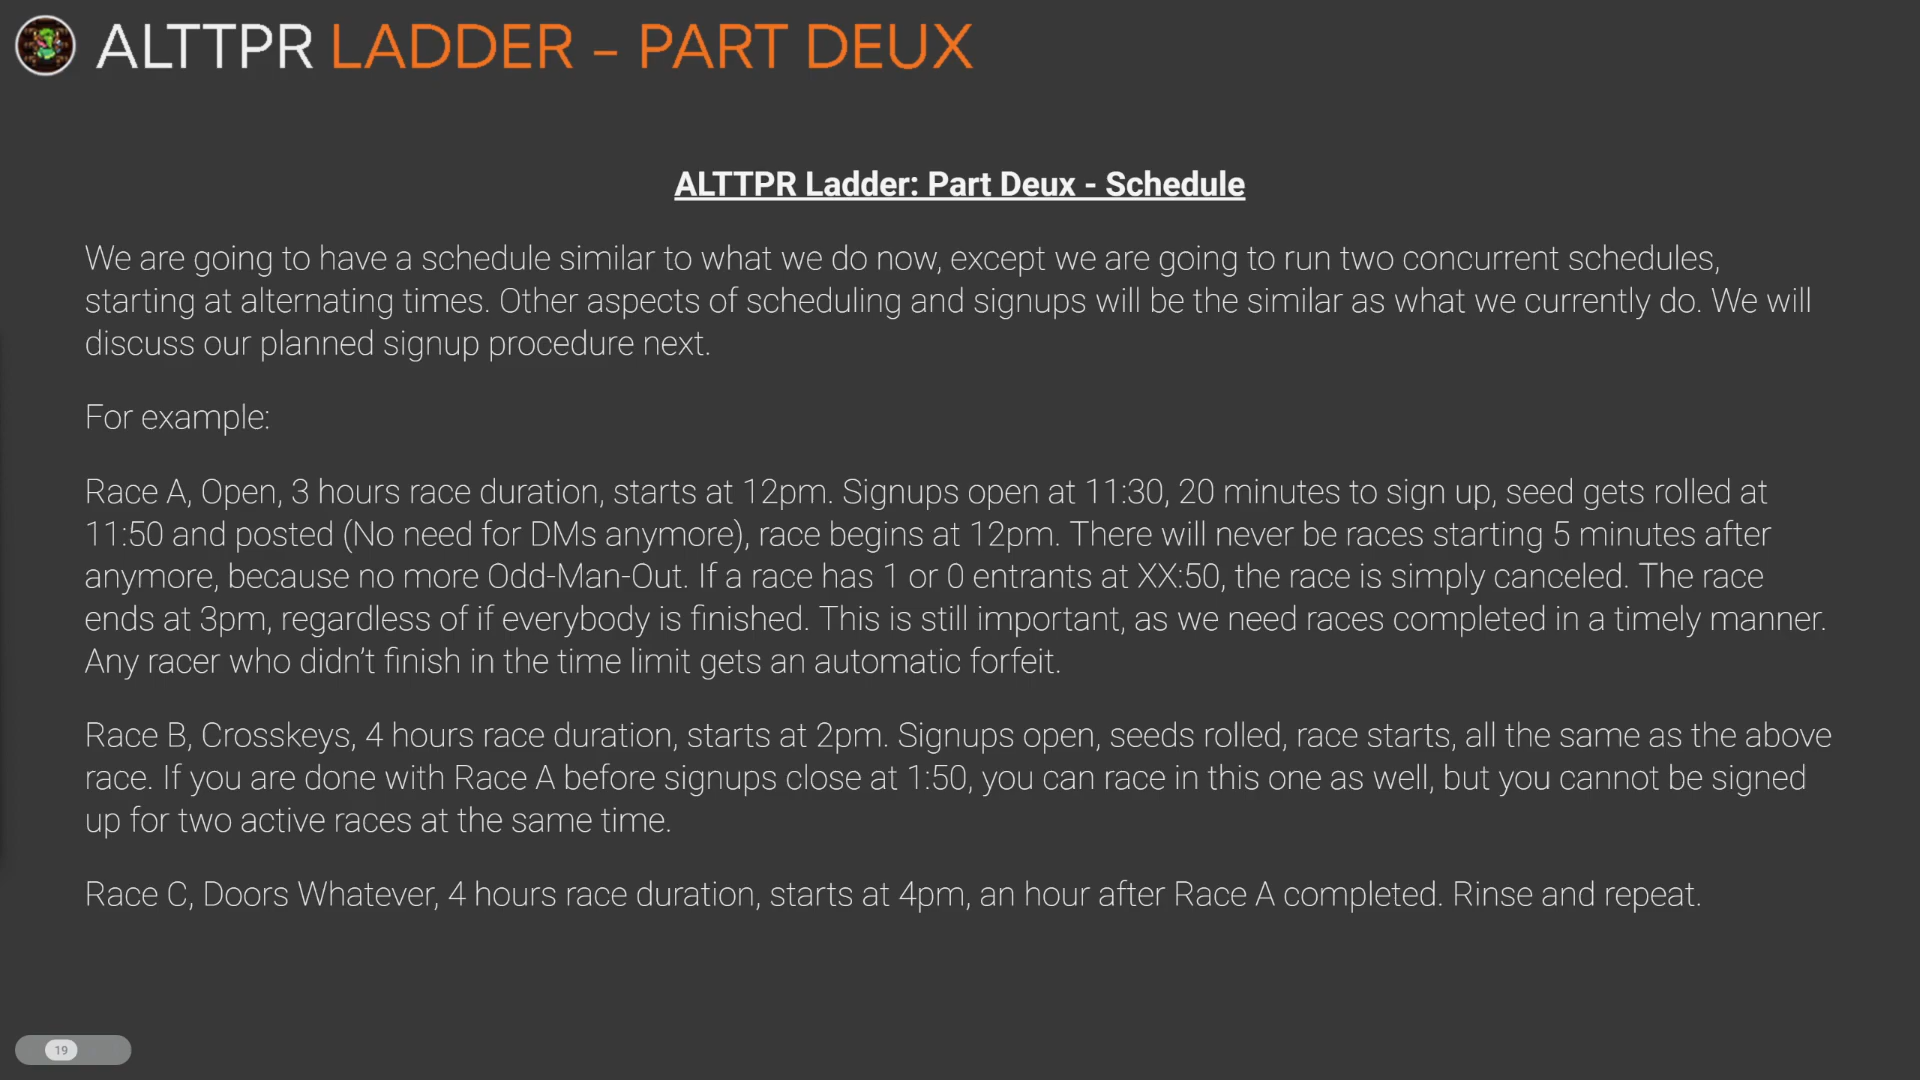 ALTTPR LADDER – PART DEUX
ALTTPR Ladder: Part Deux - Schedule
We are going to have a schedule similar to what we do now, except we are going to run two concurrent schedules,
starting at alternating times. Other aspects of scheduling and signups will be the similar as what we currently do. We will
discuss our planned signup procedure next.
For example:
Race A, Open, 3 hours race duration, starts at 12pm. Signups open at 11:30, 20 minutes to sign up, seed gets rolled at
11:50 and posted (No need for DMs anymore), race begins at 12pm. There will never be races starting 5 minutes after
anymore, because no more Odd-Man-Out. If a race has 1 or 0 entrants at XX:50, the race is simply canceled. The race
ends at 3pm, regardless of if everybody is finished. This is still important, as we need races completed in a timely manner.
Any racer who didn’t finish in the time limit gets an automatic forfeit.
Race B, Crosskeys, 4 hours race duration, starts at 2pm. Signups open, seeds rolled, race starts, all the same as the above
race. If you are done with Race A before signups close at 1:50, you can race in this one as well, but you cannot be signed
up for two active races at the same time.
Race C, Doors Whatever, 4 hours race duration, starts at 4pm, an hour after Race A completed. Rinse and repeat.
19